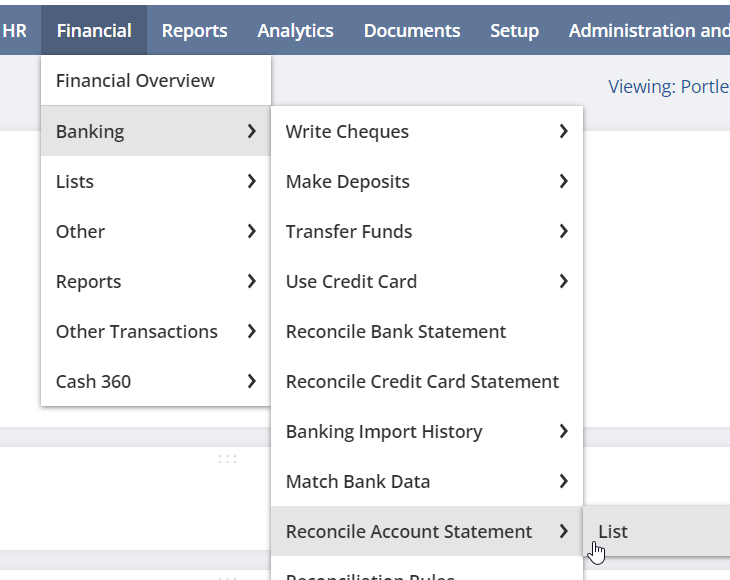 HR Financial Reports Analytics Documents Setup Administration and
Viewing: Portle
Financial Overview
Banking
Lists
Other
Reports
Other Transactions
Cash 360
Write Cheques
Make Deposits
Transfer Funds
Use Credit Card
Reconcile Bank Statement
Reconcile Credit Card Statement
Banking Import History
Match Bank Data
Reconcile Account Statement
List
Reconciliation Rules